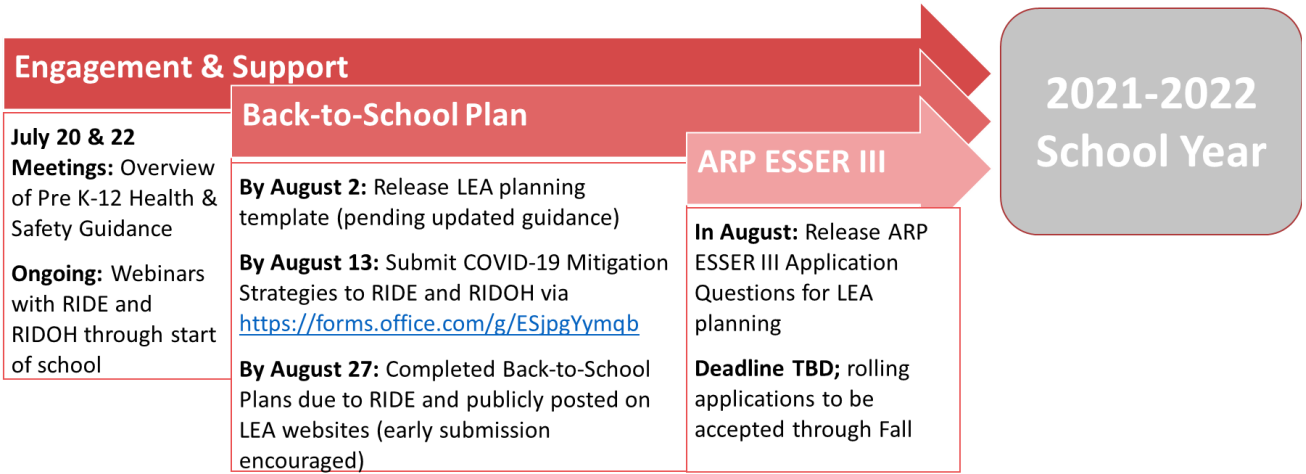 Engagement & Support
July 20 & 22
Meetings: Overview
of Pre K-12 Health &
Safety Guidance
Ongoing: Webinars
with RIDE and
RIDOH through start
of school
Back-to-School Plan
By August 2: Release LEA planning
template (pending updated guidance)
By August 13: Submit COVID-19 Mitigation
Strategies to RIDE and RIDOH via
https://forms.office.com/g/ESjpgYymqb
By August 27: Completed Back-to-School
Plans due to RIDE and publicly posted on
LEA websites (early submission
encouraged)
ARP ESSER III
In August: Release ARP
ESSER III Application
Questions for LEA
planning
Deadline TBD; rolling
applications to be
accepted through Fall
2021-2022
School Year